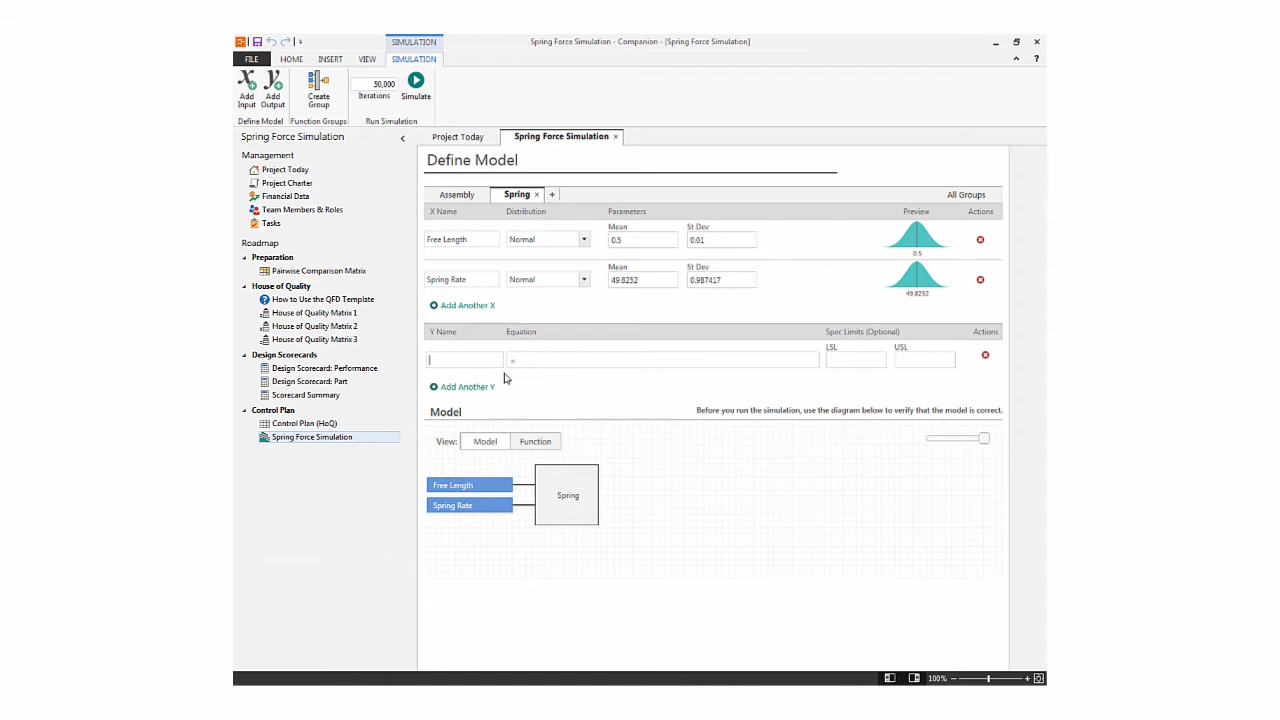 SIMULATION
Spring Force Simulation - Companion - [Spring Force Simulation]
FILE HOME INSERT VIEW SIMULATION
x y
50,000
Add Input
Add Output
Create Group
Iterations
Simulate
Define Model Function Groups Run Simulation
Spring Force Simulation
Project Today Spring Force Simulation
Management
Project Today
Project Charter
Financial Data
Team Members & Roles
Tasks
Roadmap
Preparation
Pairwise Comparison Matrix
House of Quality
How to Use the QFD Template
House of Quality Matrix 1
House of Quality Matrix 2
House of Quality Matrix 3
Design Scorecards
Design Scorecard: Performance
Design Scorecard: Part
Scorecard Summary
Control Plan
Control Plan (HoQ)
Spring Force Simulation
Define Model
Assembly Spring + All Groups
X Name Distribution Parameters Preview Actions
Mean St Dev
Free Length Normal 0.5 0.01
0.5
Mean St Dev
Spring Rate Normal 49.8252 0.987417
49.8252
Add Another X
Y Name Equation Spec Limits (Optional) Actions
LSL USL
=
Add Another Y
Model Before you run the simulation, use the diagram below to verify that the model is correct.
View: Model Function
Free Length
Spring
Spring Rate
100%